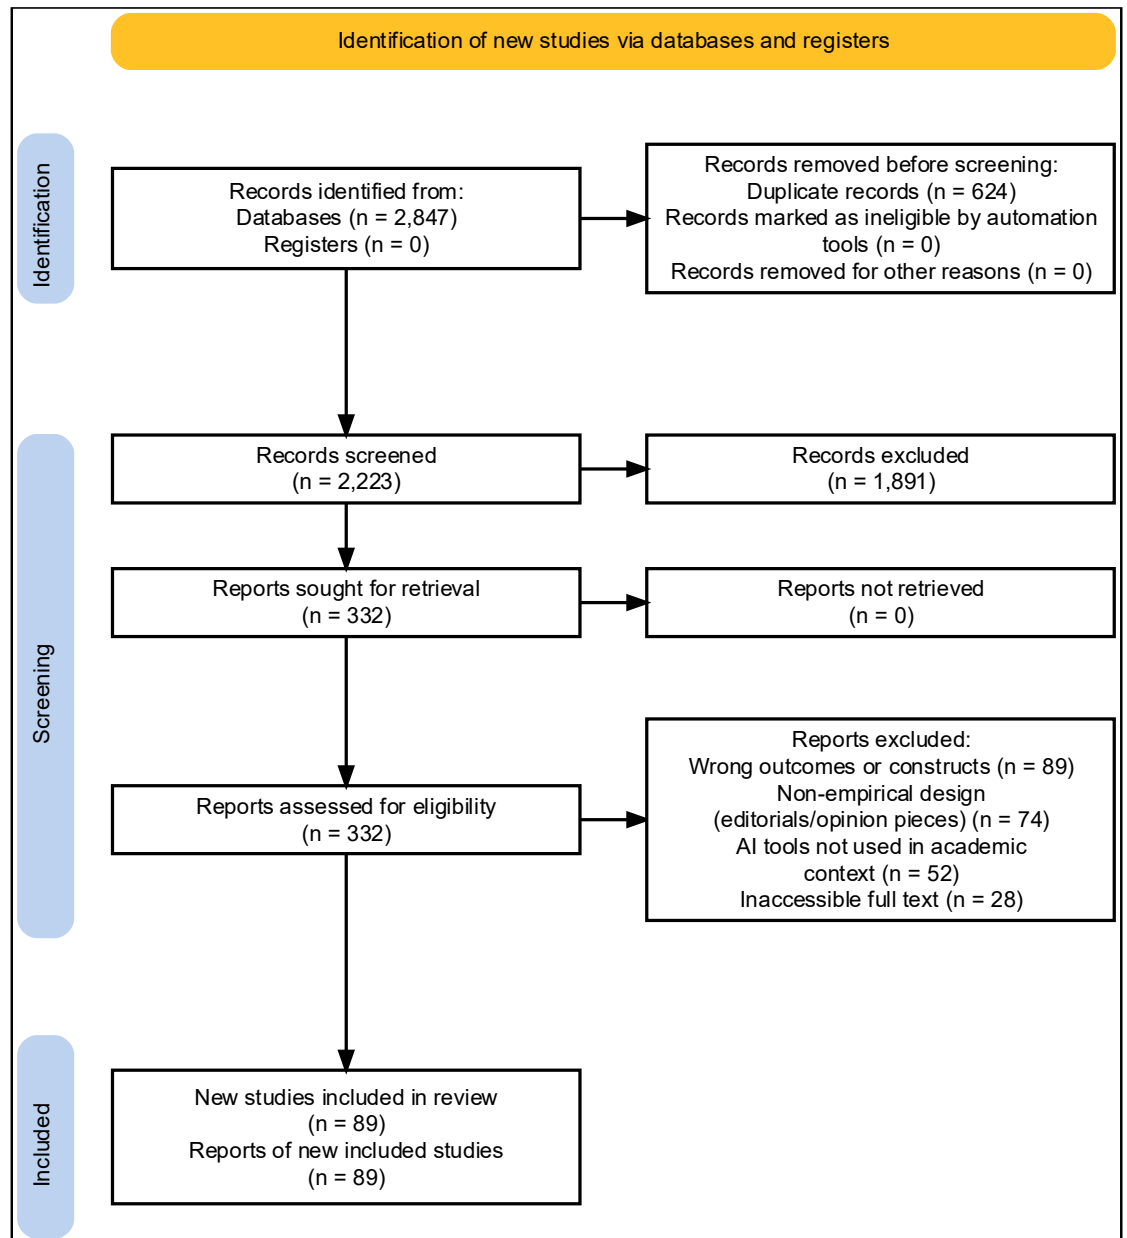 Identification of new studies via databases and registers
Identification
Records identified from:
Databases (n = 2,847)
Registers (n = 0)
Records removed before screening:
Duplicate records (n = 624)
Records marked as ineligible by automation
tools (n = 0)
Records removed for other reasons (n = 0)
Screening
Records screened
(n = 2,223)
Records excluded
(n = 1,891)
Reports sought for retrieval
(n = 332)
Reports not retrieved
(n = 0)
Reports assessed for eligibility
(n = 332)
Reports excluded:
Wrong outcomes or constructs (n = 89)
Non-empirical design
(editorials/opinion pieces) (n = 74)
AI tools not used in academic
context (n = 52)
Inaccessible full text (n = 28)
Included
New studies included in review
(n = 89)
Reports of new included studies
(n = 89)